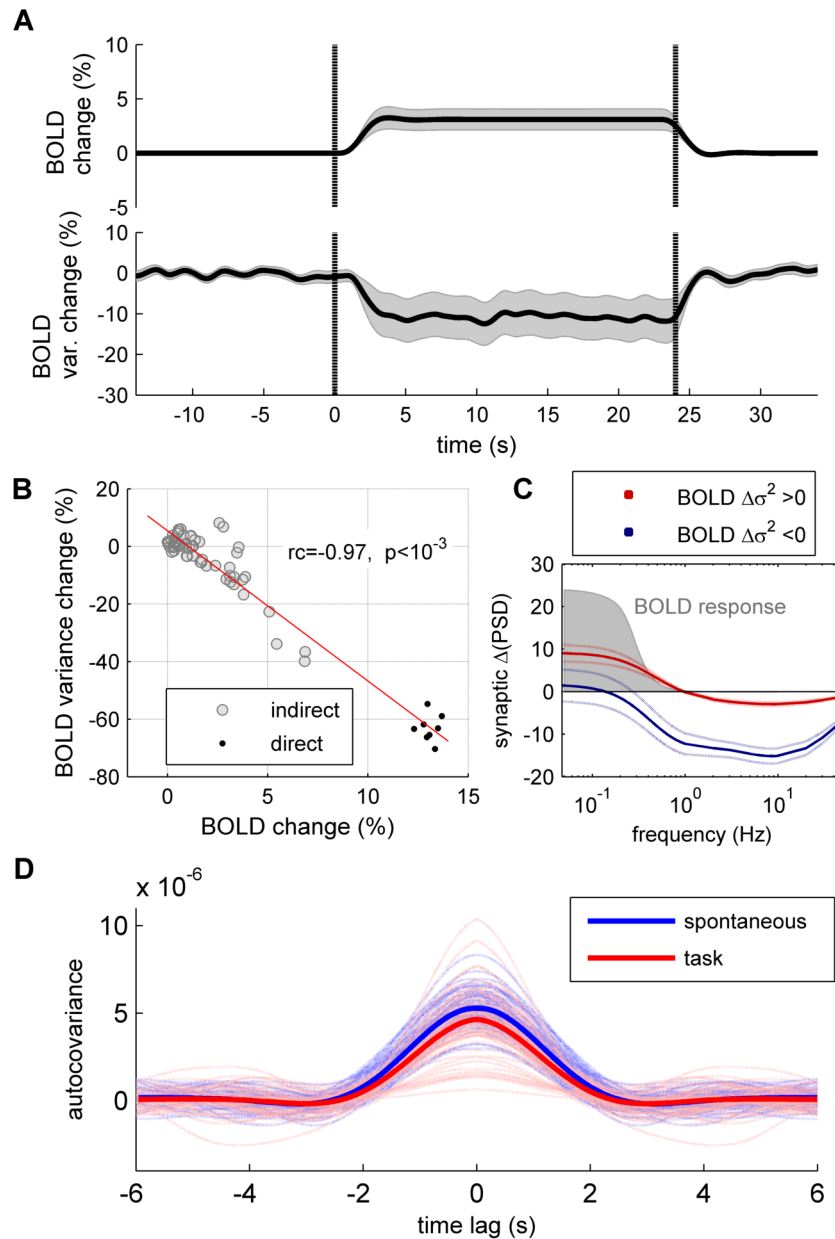 A
BOLD
change (%)
10
5
0
-5
BOLD
var. change (%)
10
0
-10
-20
-30
-10
-5
0
5
10
15
20
25
30
time (s)
B
BOLD variance change (%)
20
0
-20
-40
-60
-80
rc=-0.97, p<10⁻³
indirect
direct
0
5
10
15
BOLD change (%)
C
BOLD Δσ² >0
BOLD Δσ² <0
synaptic Δ(PSD)
30
20
10
0
-10
-20
BOLD response
10⁻¹
10⁰
10¹
frequency (Hz)
D
x 10⁻⁶
autocovariance
10
5
0
spontaneous
task
-6
-4
-2
0
2
4
6
time lag (s)